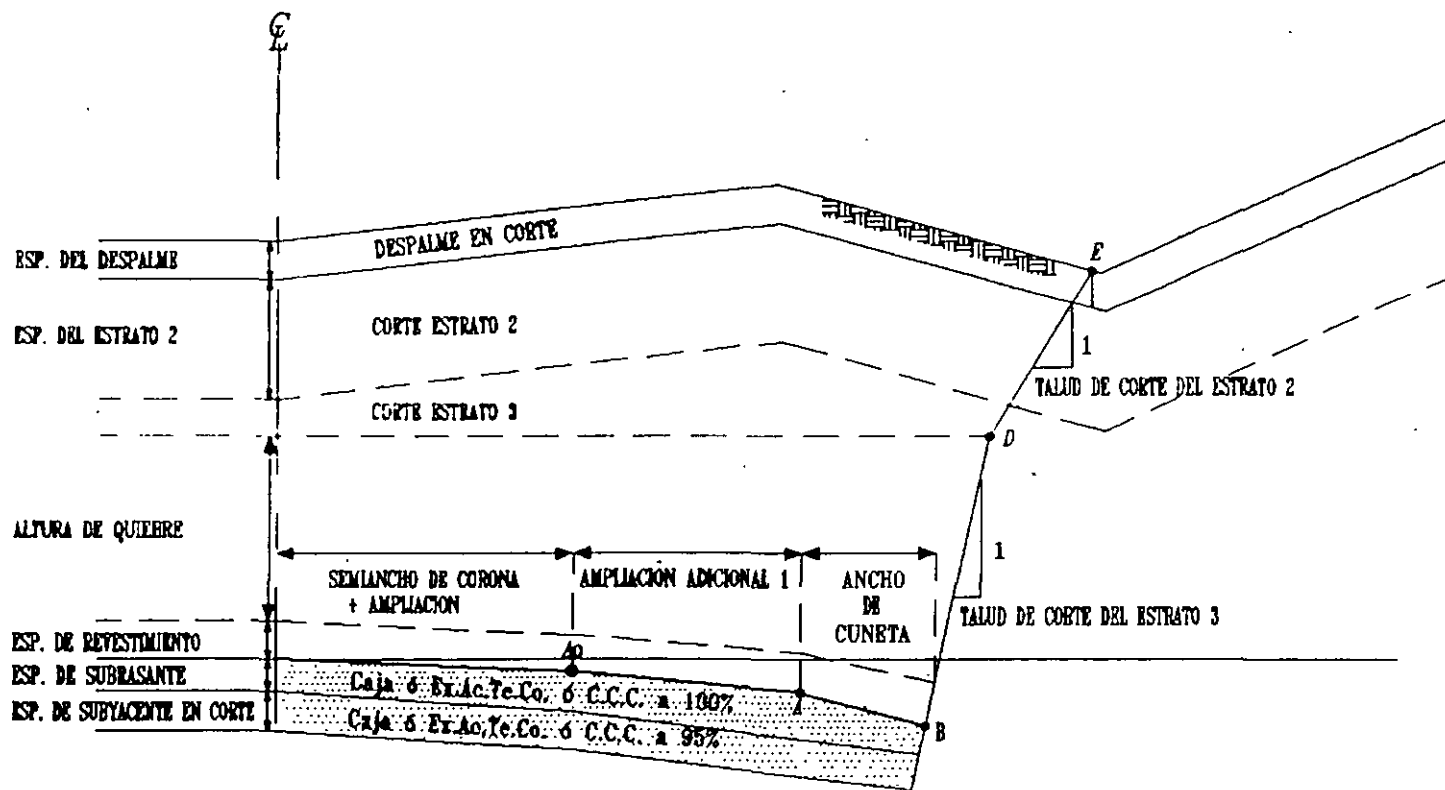 CL
DESPALME EN CORTE
E
ESP. DEL DESPALME
ESP. DEL ESTRATO 2
CORTE ESTRATO 2
1
TALUD DE CORTE DEL ESTRATO 2
CORTE ESTRATO 3
D
ALTURA DE QUIEBRE
1
SEMIANCHO DE CORONA
+ AMPLIACION
AMPLIACIÓN ADICIONAL 1
ANCHO
DE
CUNETA
TALUD DE CORTE DEL ESTRATO 3
ESP. DE REVESTIMIENTO
Ao
ESP. DE SUBRASANTE
Caja ó Ex.Ac.Te.Co. ó C.C.C. a 100%
A
ESP. DE SUBYACENTE EN CORTE
Caja ó Ex.Ac.Te.Co. ó C.C.C. a 95%
B